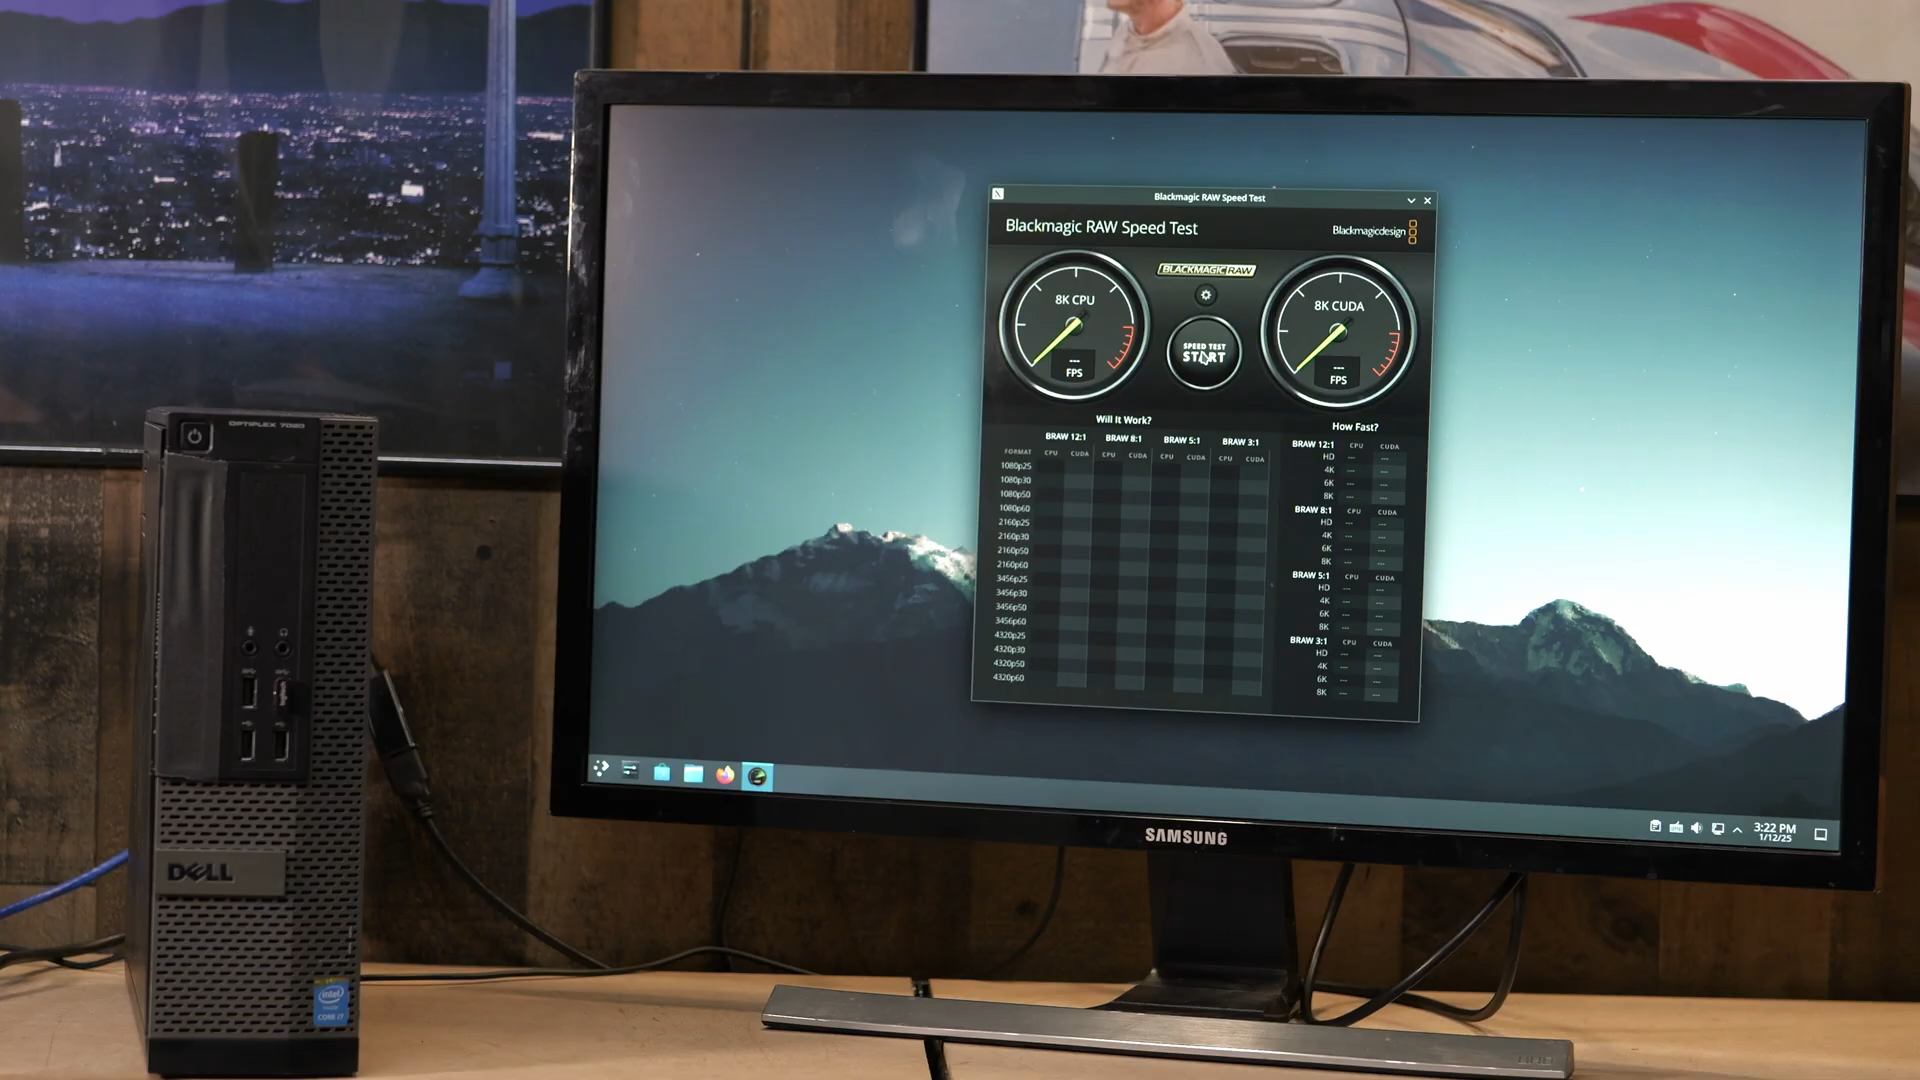 OPTIPLEX 7020
DELL
intel
CORE i7
Blackmagic RAW Speed Test
Blackmagic RAW Speed Test
Blackmagicdesign
BLACKMAGIC RAW
8K CPU
---
FPS
SPEED TEST
START
8K CUDA
---
FPS
Will It Work?
BRAW 12:1 BRAW 8:1 BRAW 5:1 BRAW 3:1
FORMAT CPU CUDA CPU CUDA CPU CUDA CPU CUDA
1080p25
1080p30
1080p50
1080p60
2160p25
2160p30
2160p50
2160p60
3456p25
3456p30
3456p50
3456p60
4320p25
4320p30
4320p50
4320p60
How Fast?
BRAW 12:1 CPU CUDA
HD --- ---
4K --- ---
6K --- ---
8K --- ---
BRAW 8:1 CPU CUDA
HD --- ---
4K --- ---
6K --- ---
8K --- ---
BRAW 5:1 CPU CUDA
HD --- ---
4K --- ---
6K --- ---
8K --- ---
BRAW 3:1 CPU CUDA
HD --- ---
4K --- ---
6K --- ---
8K --- ---
3:22 PM
1/12/25
SAMSUNG